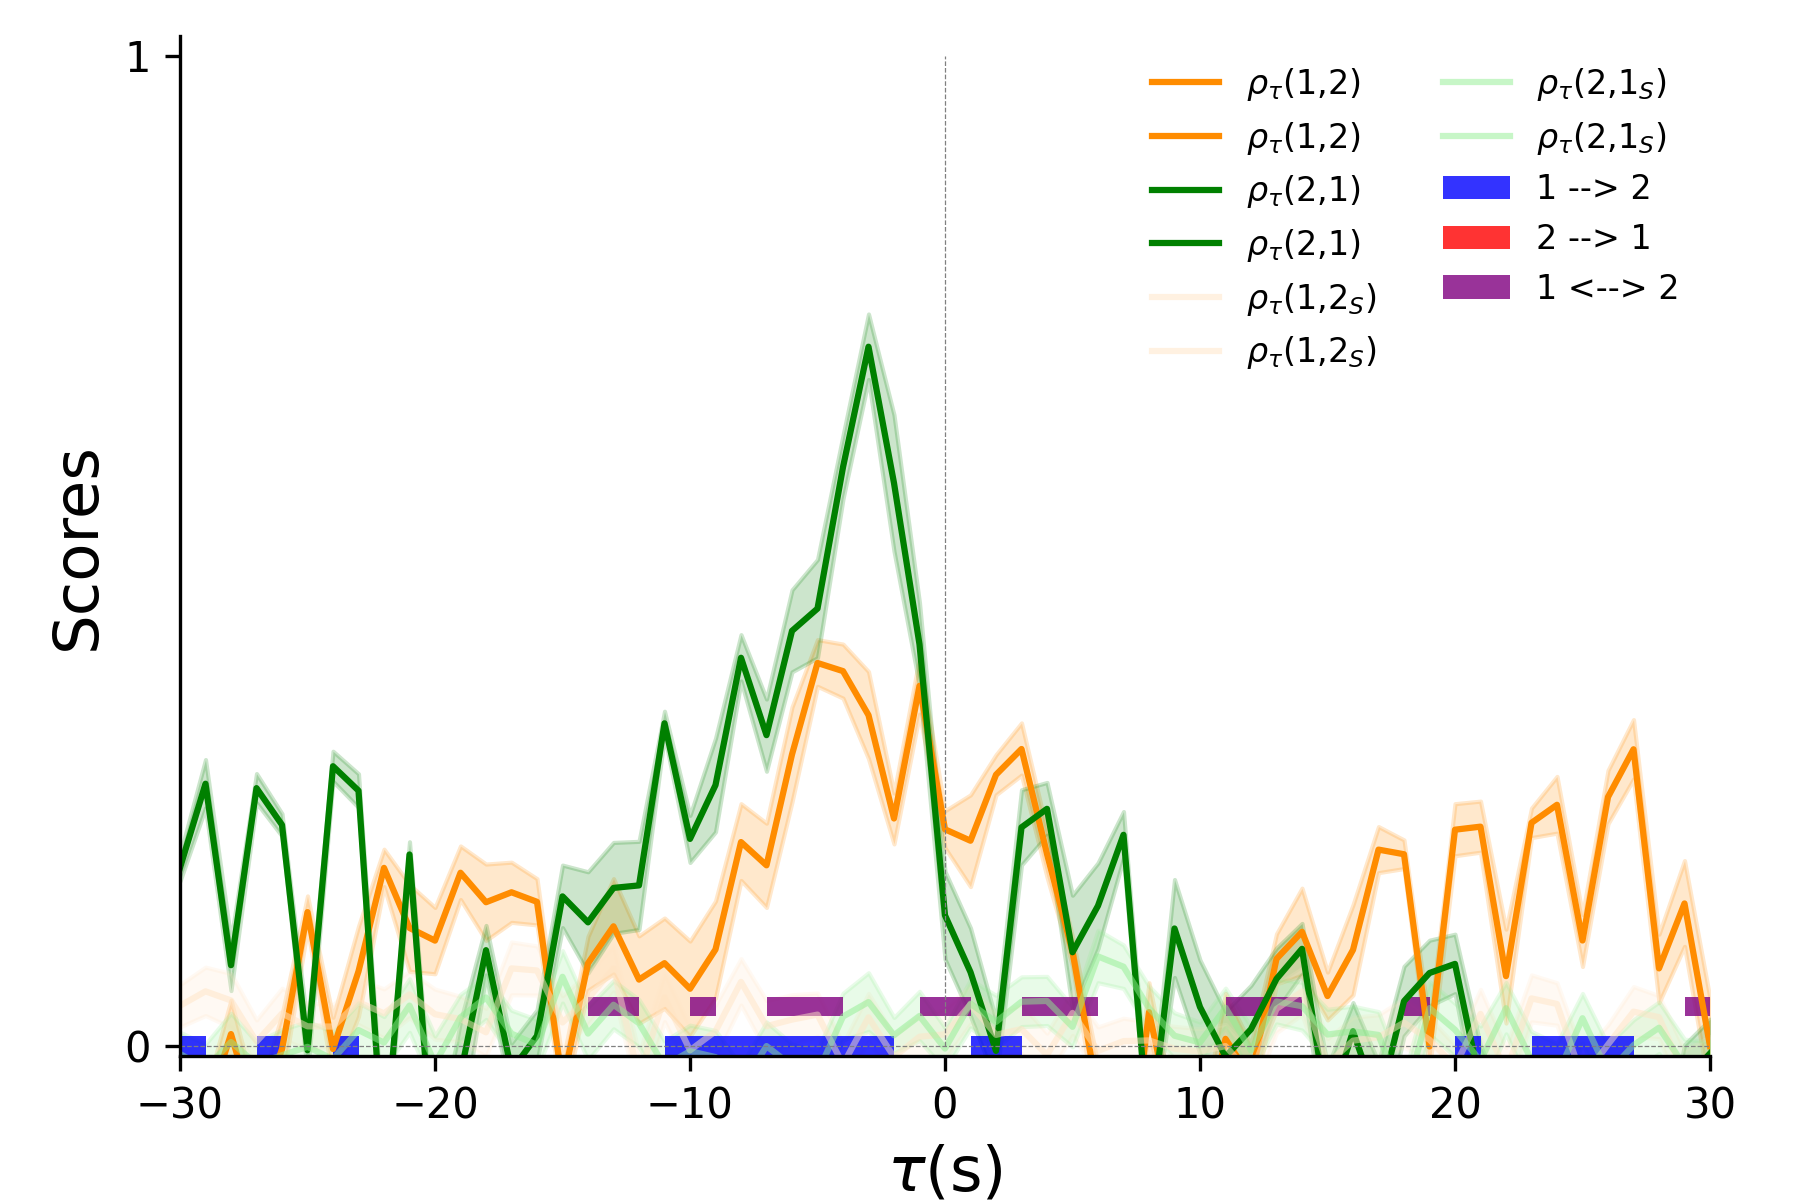 1
Scores
0
−30 −20 −10 0 10 20 30
τ(s)
ρτ(1,2)
ρτ(1,2)
ρτ(2,1)
ρτ(2,1)
ρτ(1,2S)
ρτ(1,2S)
ρτ(2,1S)
ρτ(2,1S)
1 --> 2
2 --> 1
1 <--> 2